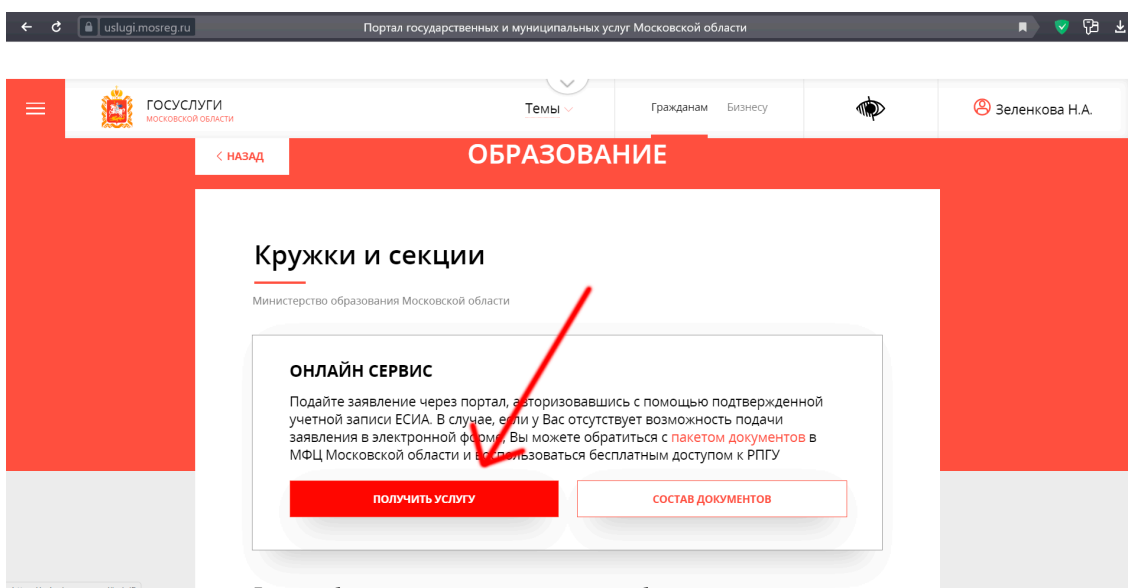 uslugi.mosreg.ru
Портал государственных и муниципальных услуг Московской области
ГОСУСЛУГИ
МОСКОВСКОЙ ОБЛАСТИ
Темы
Гражданам
Бизнесу
Зеленкова Н.А.
< НАЗАД
ОБРАЗОВАНИЕ
Кружки и секции
Министерство образования Московской области
ОНЛАЙН СЕРВИС
Подайте заявление через портал, авторизовавшись с помощью подтвержденной
учетной записи ЕСИА. В случае, если у Вас отсутствует возможность подачи
заявления в электронной форме, Вы можете обратиться с пакетом документов в
МФЦ Московской области и воспользоваться бесплатным доступом к РПГУ
ПОЛУЧИТЬ УСЛУГУ
СОСТАВ ДОКУМЕНТОВ